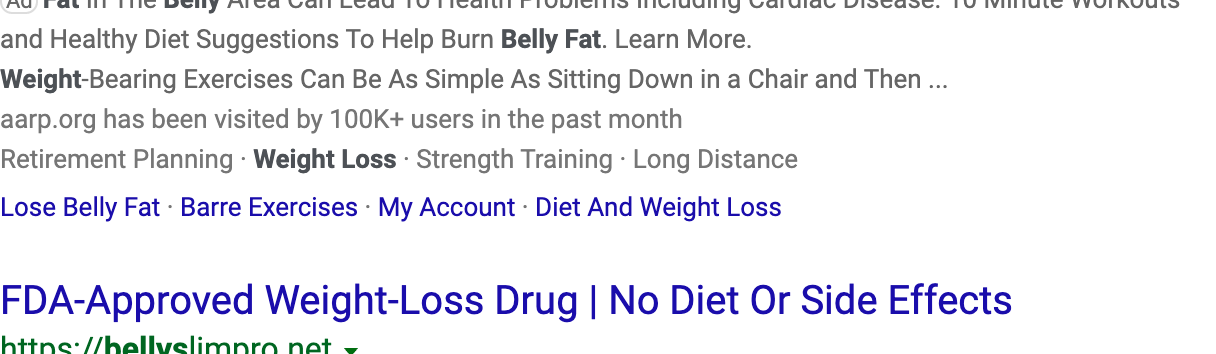 Ad Fat In The Belly Area Can Lead To Health Problems Including Cardiac Disease. 10 Minute Workouts
and Healthy Diet Suggestions To Help Burn Belly Fat. Learn More.
Weight-Bearing Exercises Can Be As Simple As Sitting Down in a Chair and Then ...
aarp.org has been visited by 100K+ users in the past month
Retirement Planning · Weight Loss · Strength Training · Long Distance
Lose Belly Fat · Barre Exercises · My Account · Diet And Weight Loss
FDA-Approved Weight-Loss Drug | No Diet Or Side Effects
https://bellyslimpro.net